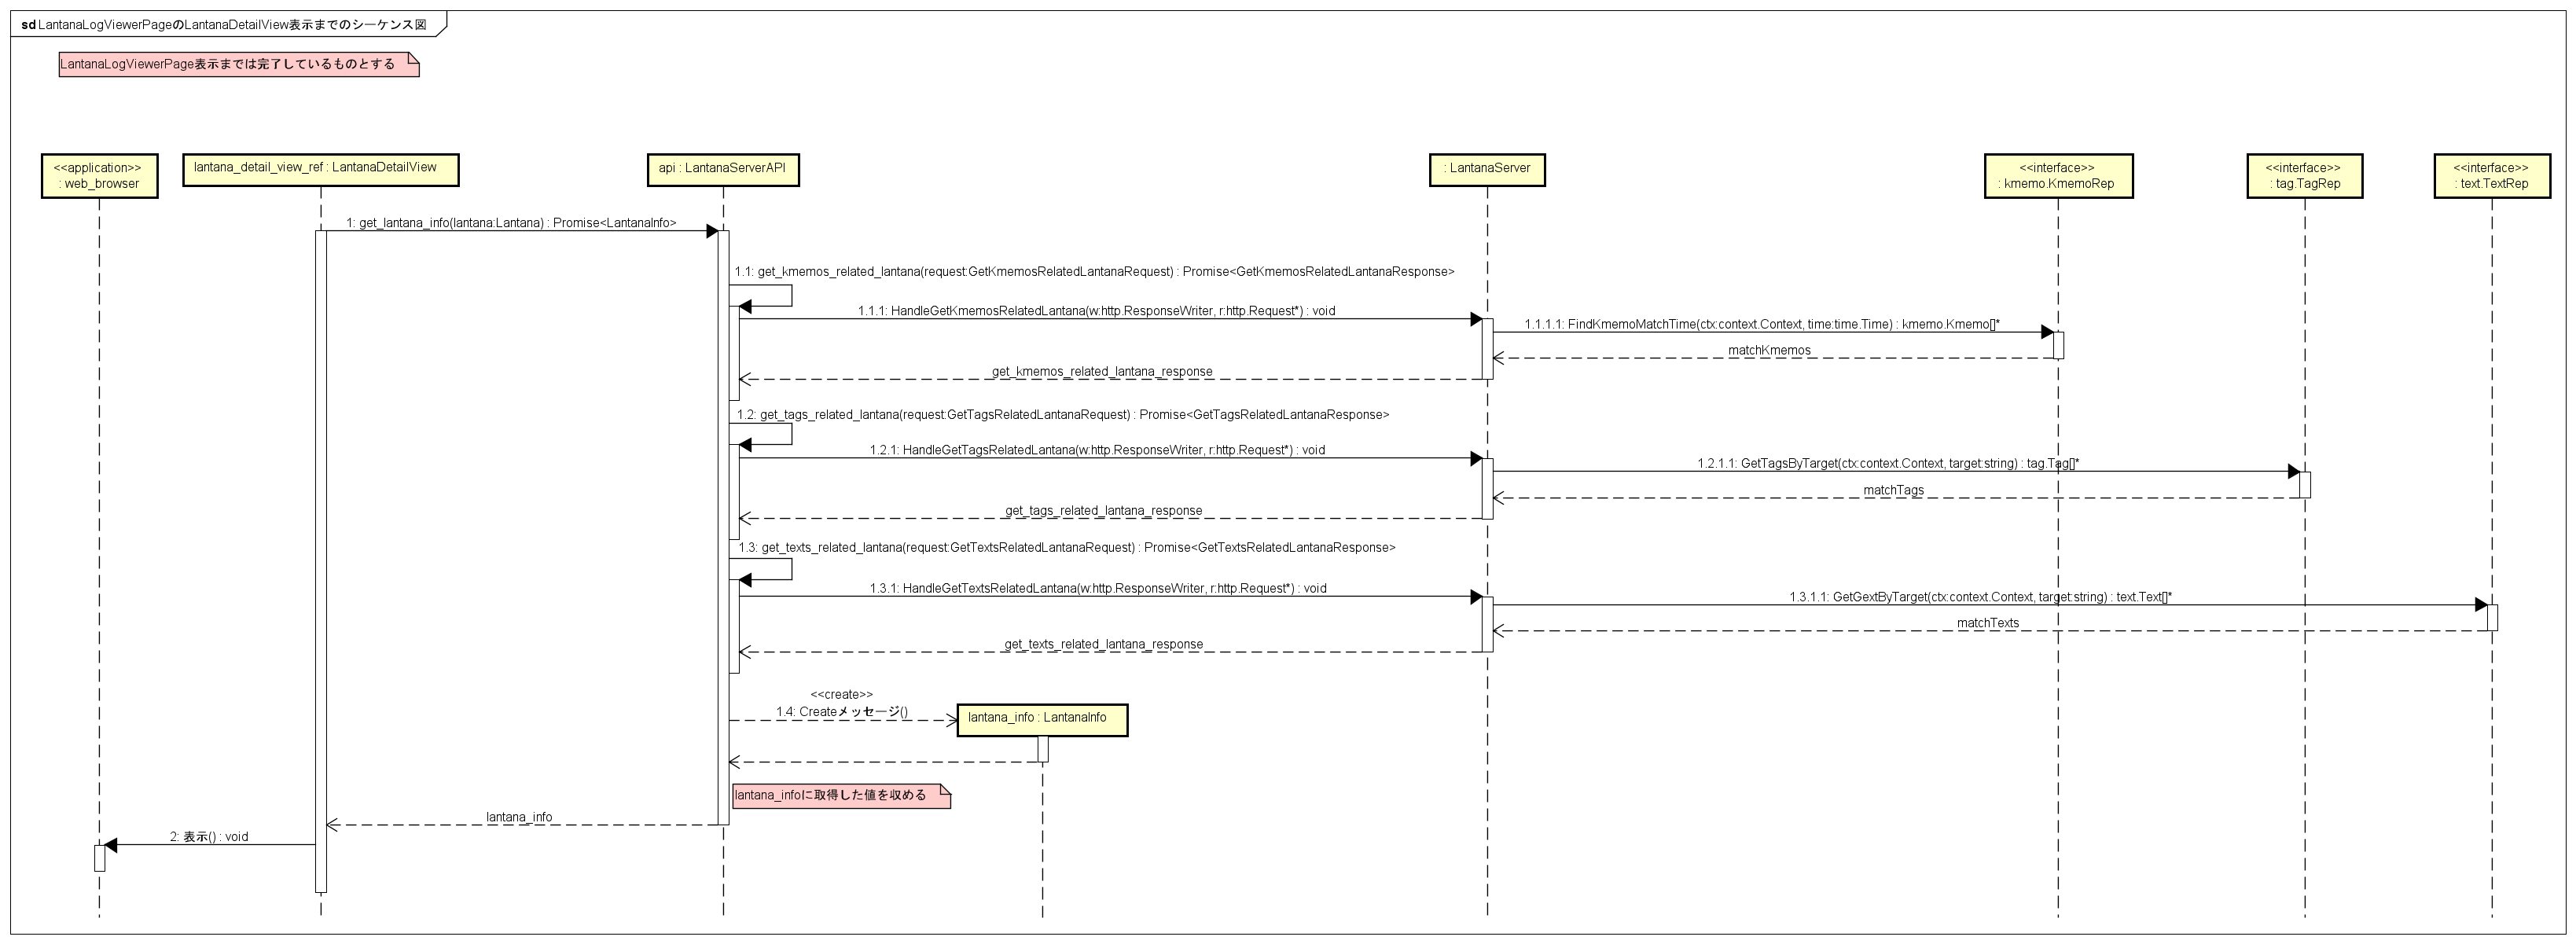 sd LantanaLogViewerPageのLantanaDetailView表示までのシーケンス図
LantanaLogViewerPage表示までは完了しているものとする
<<application>>
: web_browser
lantana_detail_view_ref : LantanaDetailView
api : LantanaServerAPI
: LantanaServer
<<interface>>
: kmemo.KmemoRep
<<interface>>
: tag.TagRep
<<interface>>
: text.TextRep
1: get_lantana_info(lantana:Lantana) : Promise<LantanaInfo>
1.1: get_kmemos_related_lantana(request:GetKmemosRelatedLantanaRequest) : Promise<GetKmemosRelatedLantanaResponse>
1.1.1: HandleGetKmemosRelatedLantana(w:http.ResponseWriter, r:http.Request*) : void
1.1.1.1: FindKmemoMatchTime(ctx:context.Context, time:time.Time) : kmemo.Kmemo[]*
matchKmemos
get_kmemos_related_lantana_response
1.2: get_tags_related_lantana(request:GetTagsRelatedLantanaRequest) : Promise<GetTagsRelatedLantanaResponse>
1.2.1: HandleGetTagsRelatedLantana(w:http.ResponseWriter, r:http.Request*) : void
1.2.1.1: GetTagsByTarget(ctx:context.Context, target:string) : tag.Tag[]*
matchTags
get_tags_related_lantana_response
1.3: get_texts_related_lantana(request:GetTextsRelatedLantanaRequest) : Promise<GetTextsRelatedLantanaResponse>
1.3.1: HandleGetTextsRelatedLantana(w:http.ResponseWriter, r:http.Request*) : void
1.3.1.1: GetGextByTarget(ctx:context.Context, target:string) : text.Text[]*
matchTexts
get_texts_related_lantana_response
<<create>>
1.4: Createメッセージ()
lantana_info : LantanaInfo
lantana_infoに取得した値を収める
lantana_info
2: 表示() : void